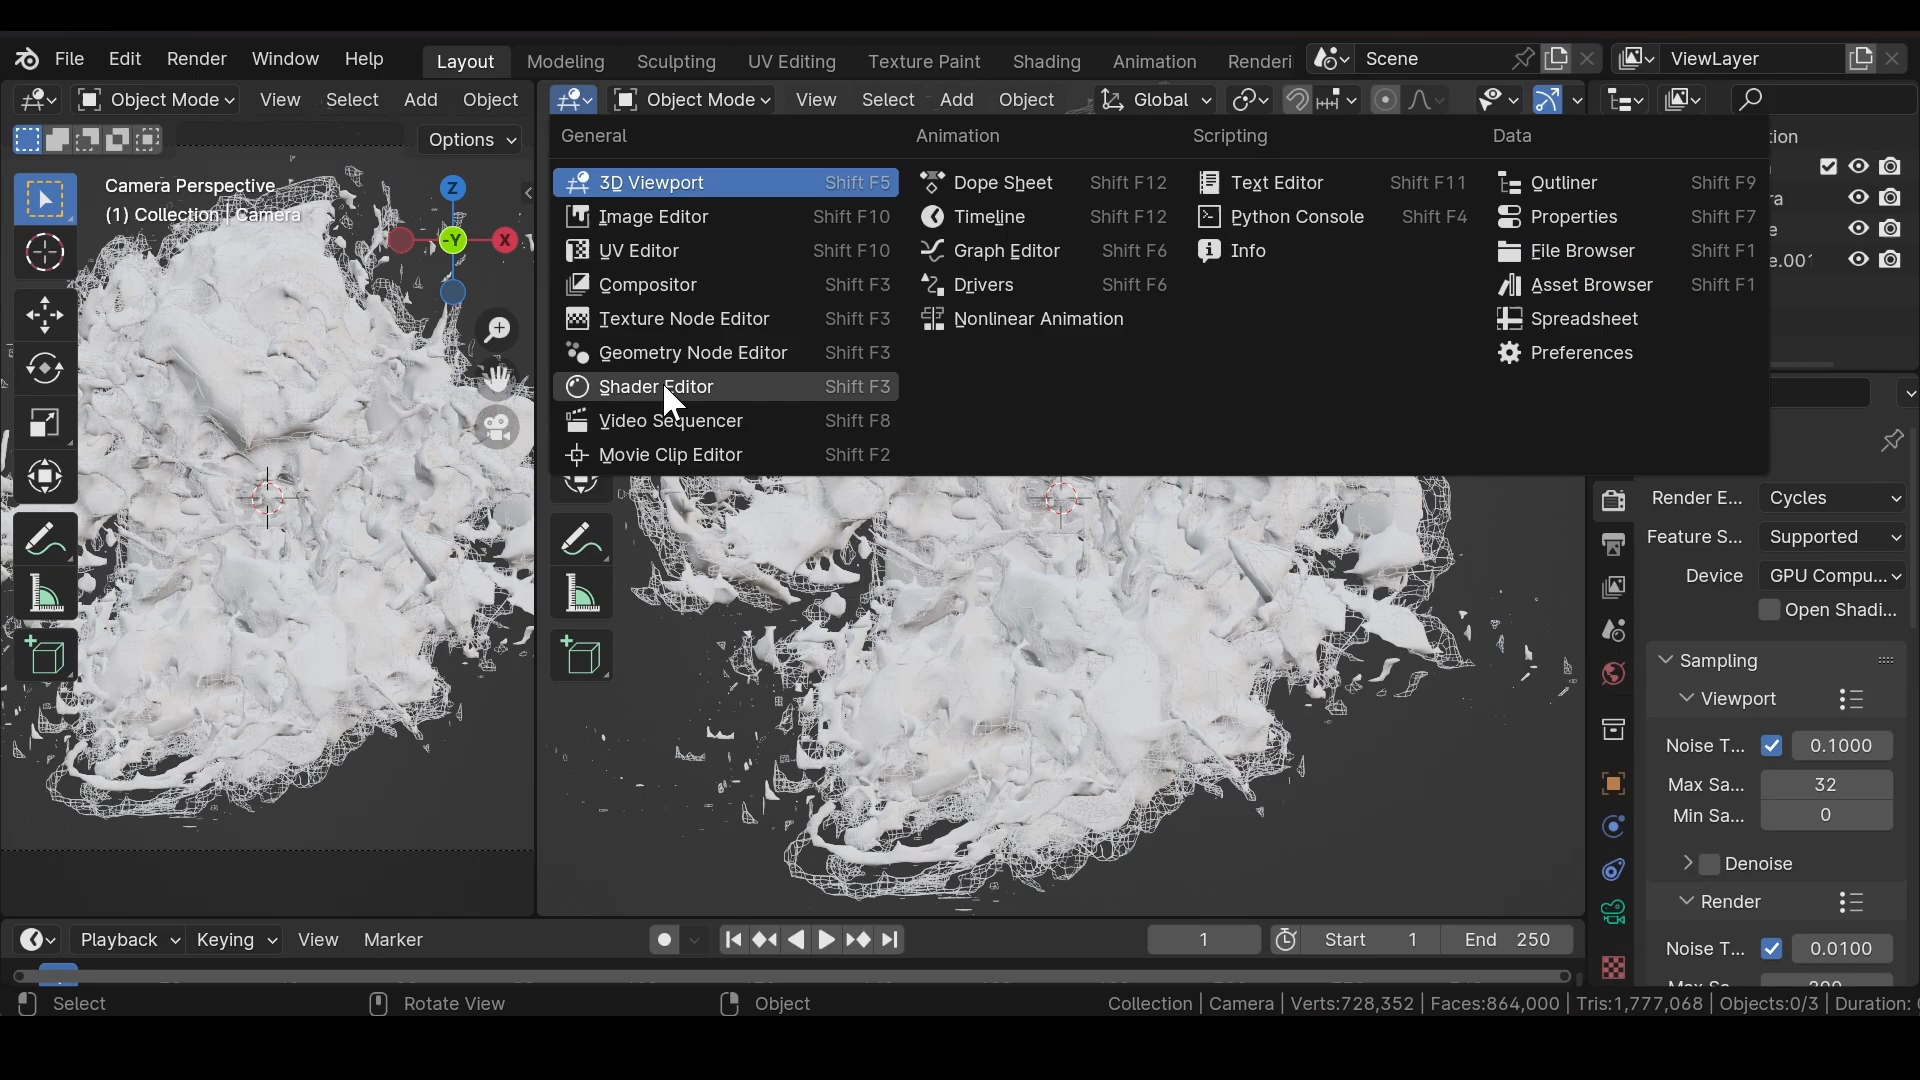 File Edit Render Window Help Layout Modeling Sculpting UV Editing Texture Paint Shading Animation Renderi Scene ViewLayer
Object Mode View Select Add Object Object Mode View Select Add Object Global
Options
Camera Perspective
(1) Collection | Camera
Z
-Y
X
General
3D Viewport Shift F5
Image Editor Shift F10
UV Editor Shift F10
Compositor Shift F3
Texture Node Editor Shift F3
Geometry Node Editor Shift F3
Shader Editor Shift F3
Video Sequencer Shift F8
Movie Clip Editor Shift F2
Animation
Dope Sheet Shift F12
Timeline Shift F12
Graph Editor Shift F6
Drivers Shift F6
Nonlinear Animation
Scripting
Text Editor Shift F11
Python Console Shift F4
Info
Data
Outliner Shift F9
Properties Shift F7
File Browser Shift F1
Asset Browser Shift F1
Spreadsheet
Preferences
tion
ra
e
e.001
Render E... Cycles
Feature S... Supported
Device GPU Compu...
Open Shadi...
Sampling
Viewport
Noise T... 0.1000
Max Sa... 32
Min Sa... 0
Denoise
Render
Noise T... 0.0100
Playback Keying View Marker 1 Start 1 End 250
Select Rotate View Object Collection | Camera | Verts:728,352 | Faces:864,000 | Tris:1,777,068 | Objects:0/3 | Duration: